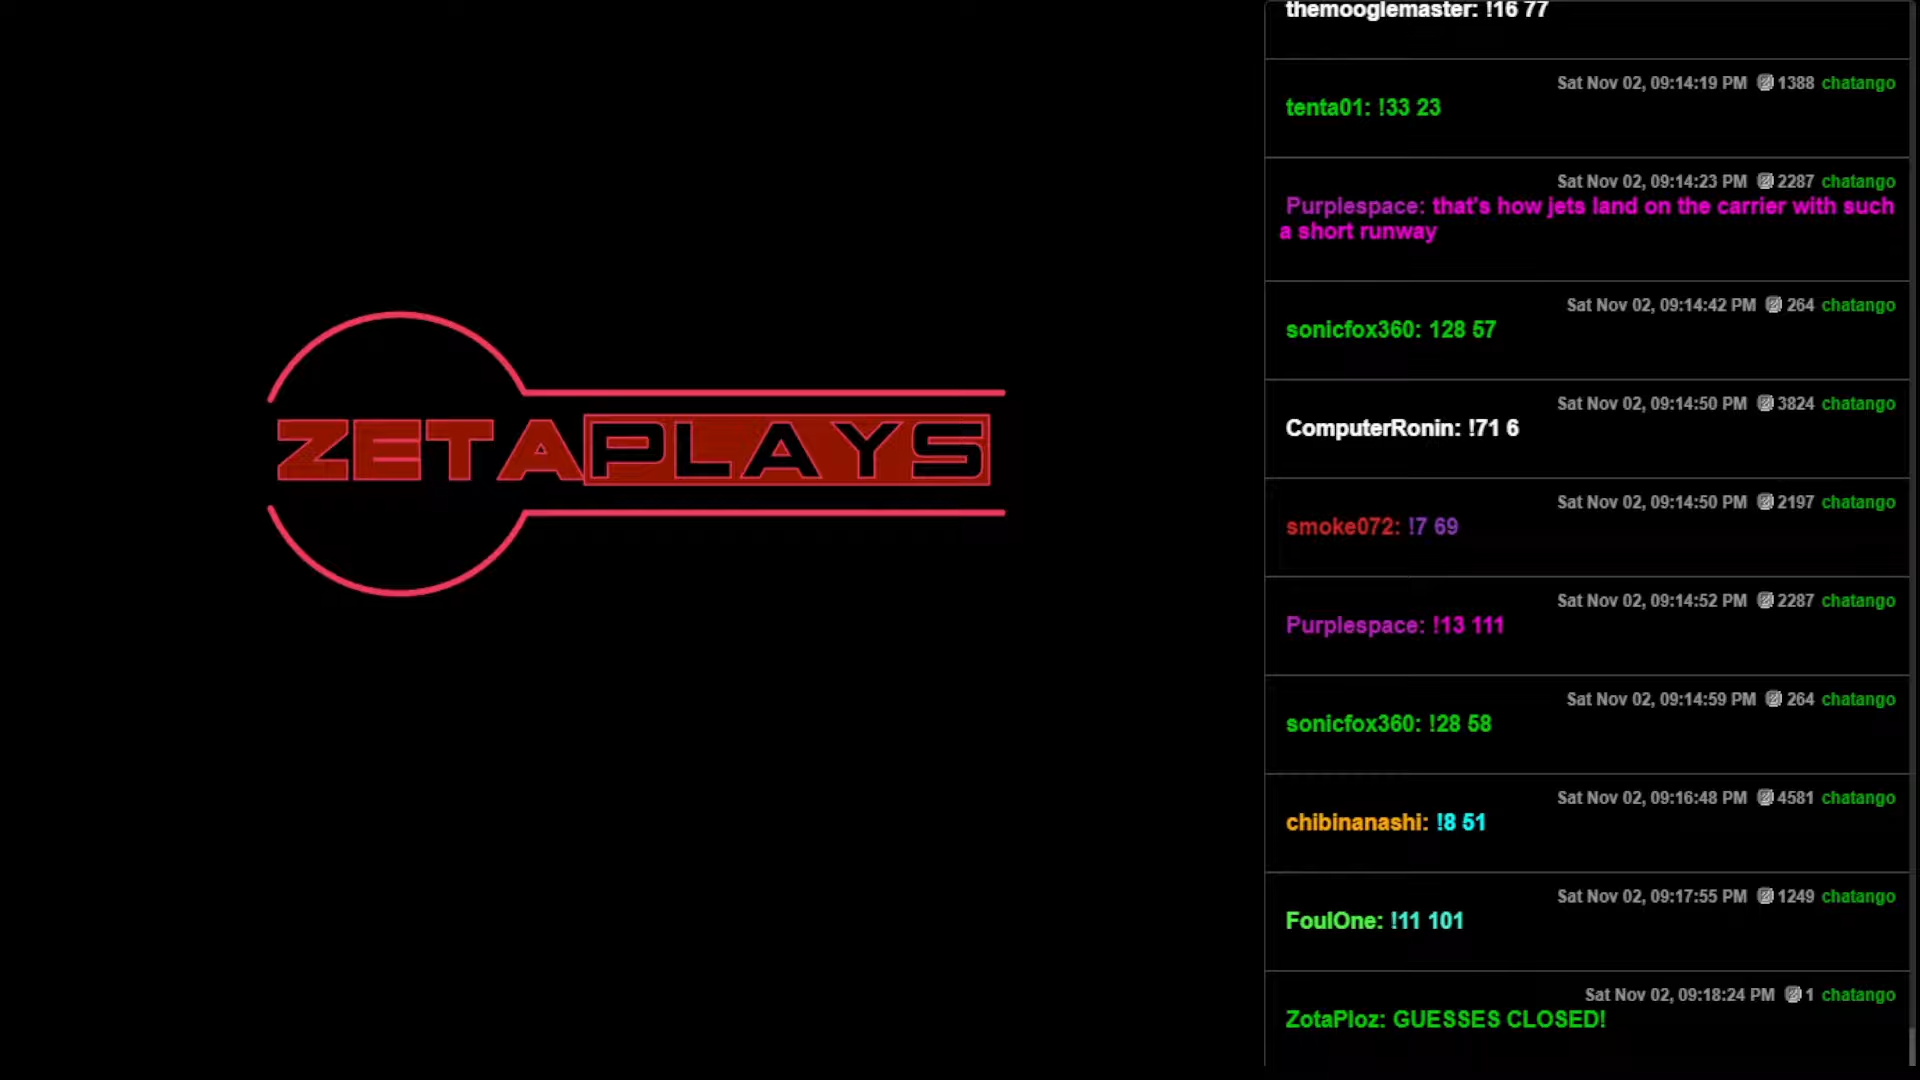 ZETAPLAYS
themooglemaster: !16 77
Sat Nov 02, 09:14:19 PM 1388 chatango
tenta01: !33 23
Sat Nov 02, 09:14:23 PM 2287 chatango
Purplespace: that's how jets land on the carrier with such
a short runway
Sat Nov 02, 09:14:42 PM 264 chatango
sonicfox360: 128 57
Sat Nov 02, 09:14:50 PM 3824 chatango
ComputerRonin: !71 6
Sat Nov 02, 09:14:50 PM 2197 chatango
smoke072: !7 69
Sat Nov 02, 09:14:52 PM 2287 chatango
Purplespace: !13 111
Sat Nov 02, 09:14:59 PM 264 chatango
sonicfox360: !28 58
Sat Nov 02, 09:16:48 PM 4581 chatango
chibinanashi: !8 51
Sat Nov 02, 09:17:55 PM 1249 chatango
FoulOne: !11 101
Sat Nov 02, 09:18:24 PM 1 chatango
ZotaPloz: GUESSES CLOSED!